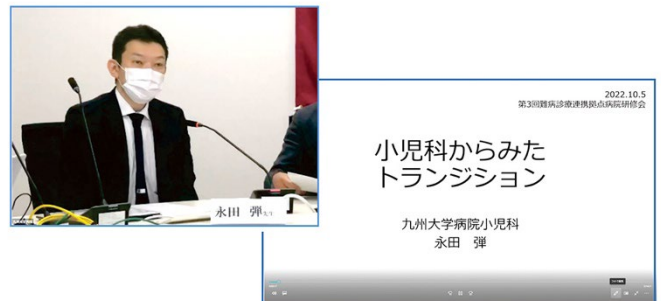 永田 弾
2022.10.5
第3回難病診療連携拠点病院研修会
小児科からみた
トランジション
九州大学病院小児科
永田 弾